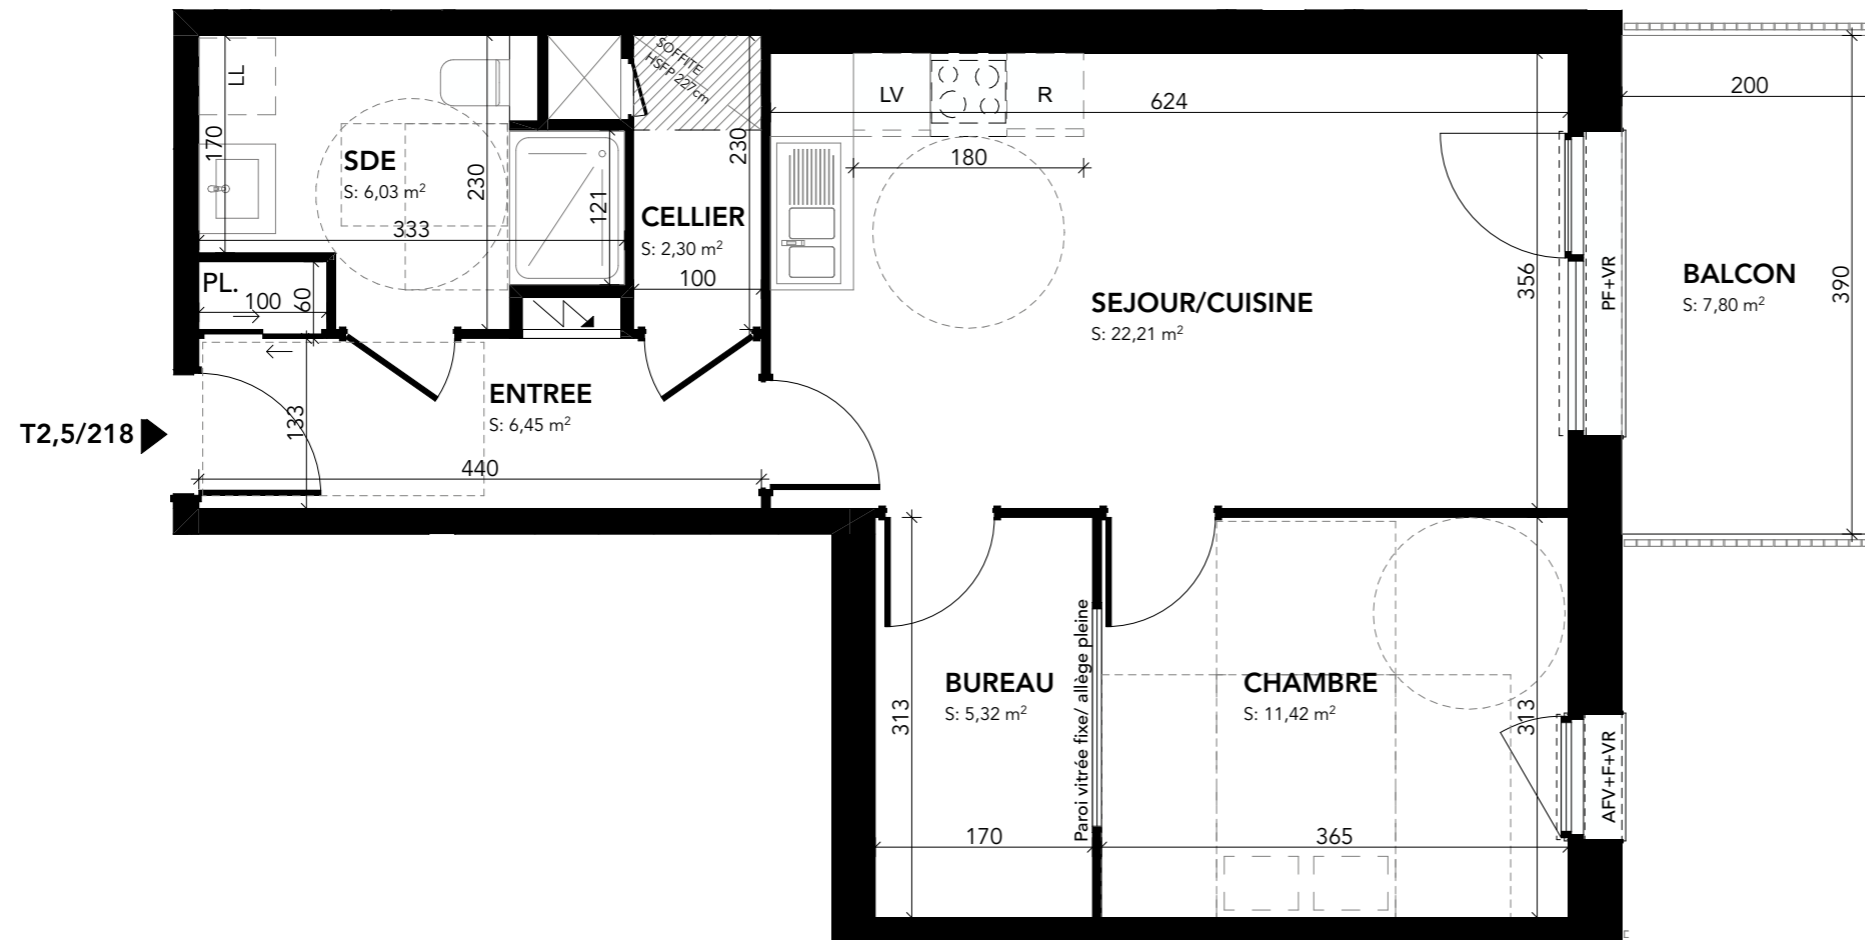 SOFFITE
HSFP 227cm
LL
170
SDE
S: 6,03 m²
230
333
121
CELLIER
S: 2,30 m²
230
100
PL.
100
60
LV
R
624
180
SEJOUR/CUISINE
S: 22,21 m²
356
PF+VR
200
BALCON
S: 7,80 m²
390
T2,5/218
133
ENTREE
S: 6,45 m²
440
BUREAU
S: 5,32 m²
313
170
Paroi vitrée fixe/ allège pleine
CHAMBRE
S: 11,42 m²
313
365
AFV+F+VR